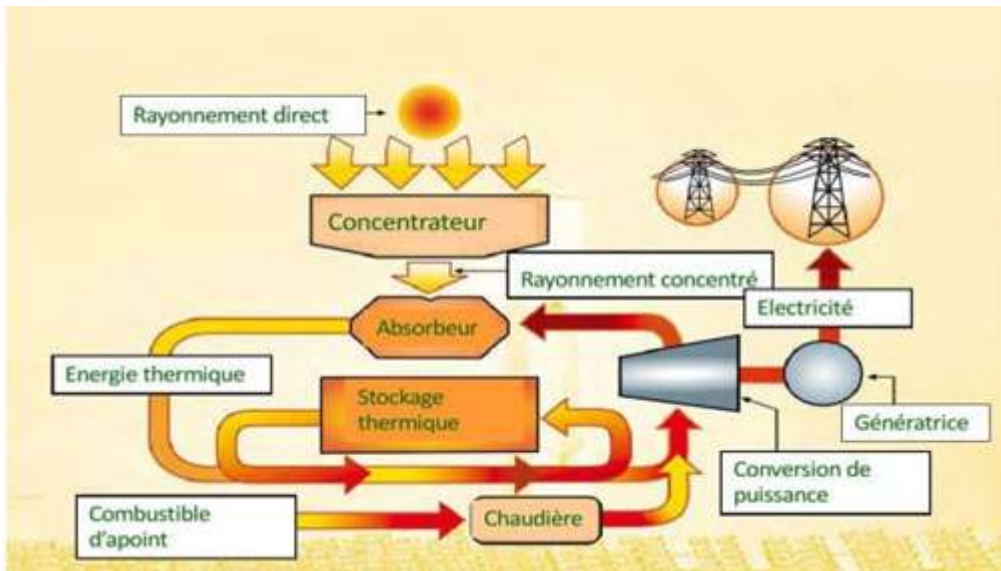 Rayonnement direct
Concentrateur
Rayonnement concentré
Electricité
Absorbeur
Energie thermique
Stockage
thermique
Génératrice
Conversion de
puissance
Combustible
d'apoint
Chaudière